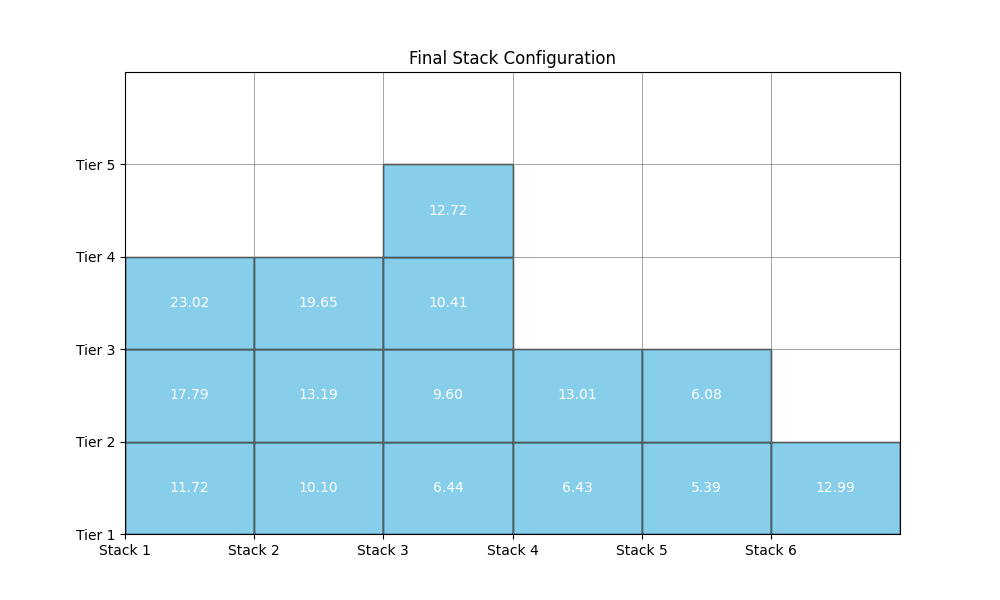 Final Stack Configuration
Tier 5
12.72
Tier 4
23.02 19.65 10.41
Tier 3
17.79 13.19 9.60 13.01 6.08
Tier 2
11.72 10.10 6.44 6.43 5.39 12.99
Tier 1
Stack 1 Stack 2 Stack 3 Stack 4 Stack 5 Stack 6